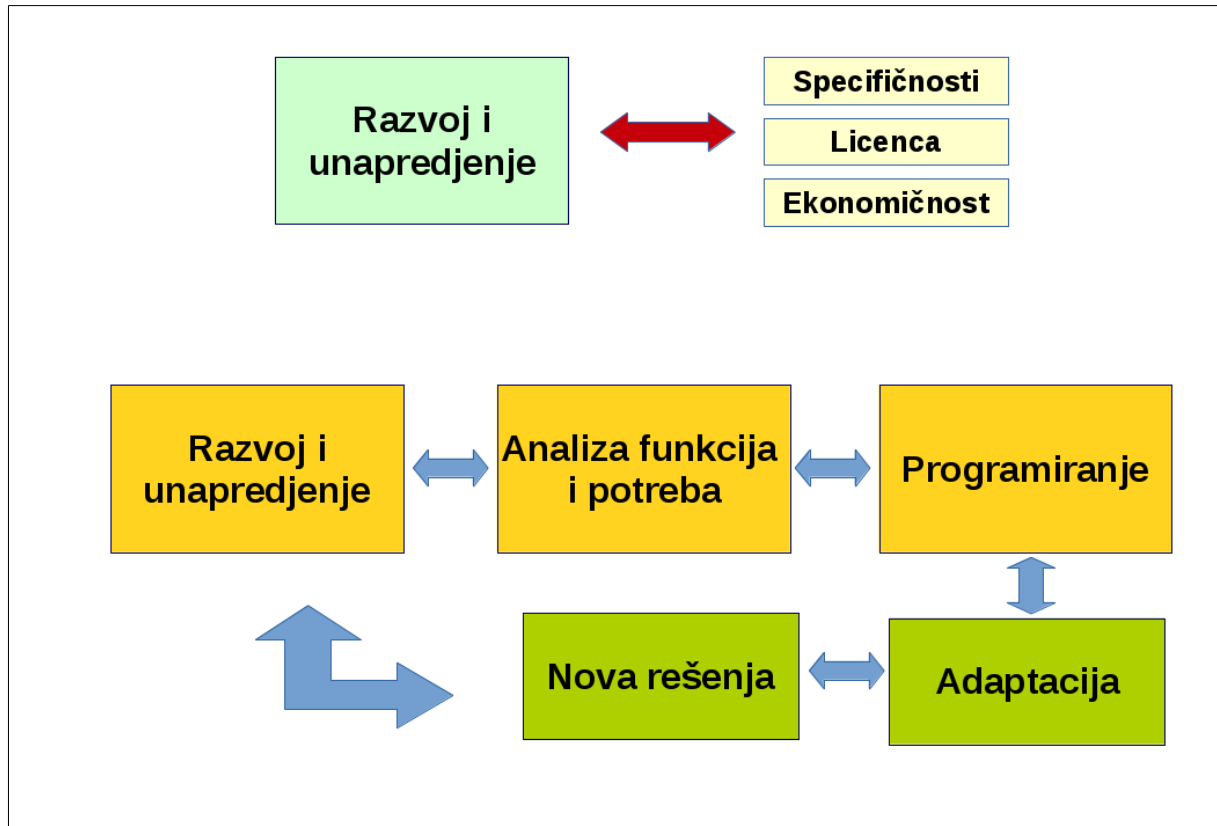 Razvoj i
unapredjenje
Specifičnosti
Licenca
Ekonomičnost
Razvoj i
unapredjenje
Analiza funkcija
i potreba
Programiranje
Nova rešenja
Adaptacija